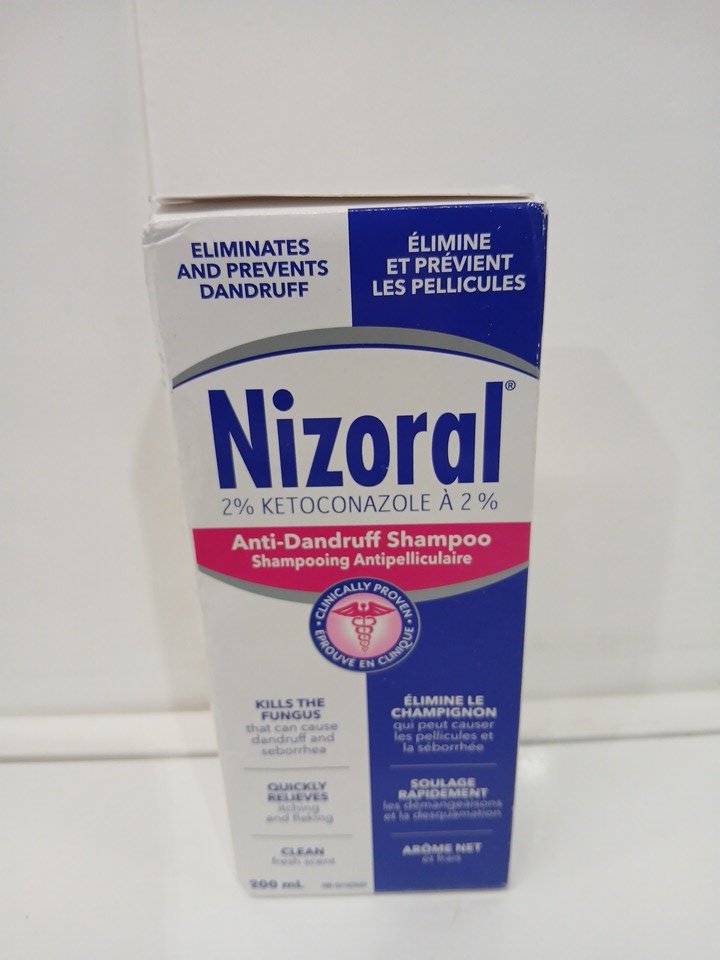 ELIMINATES
AND PREVENTS
DANDRUFF
ÉLIMINE
ET PRÉVIENT
LES PELLICULES
Nizoral®
2% KETOCONAZOLE À 2 %
Anti-Dandruff Shampoo
Shampooing Antipelliculaire
• CLINICALLY PROVEN •
ÉPROUVÉ EN CLINIQUE
KILLS THE
FUNGUS
that can cause
dandruff and
seborrhea
ÉLIMINE LE
CHAMPIGNON
qui peut causer
les pellicules et
la séborrhée
QUICKLY
RELIEVES
itching
and flaking
SOULAGE
RAPIDEMENT
les démangeaisons
et la desquamation
CLEAN
fresh scent
ARÔME NET
et frais
200 mL